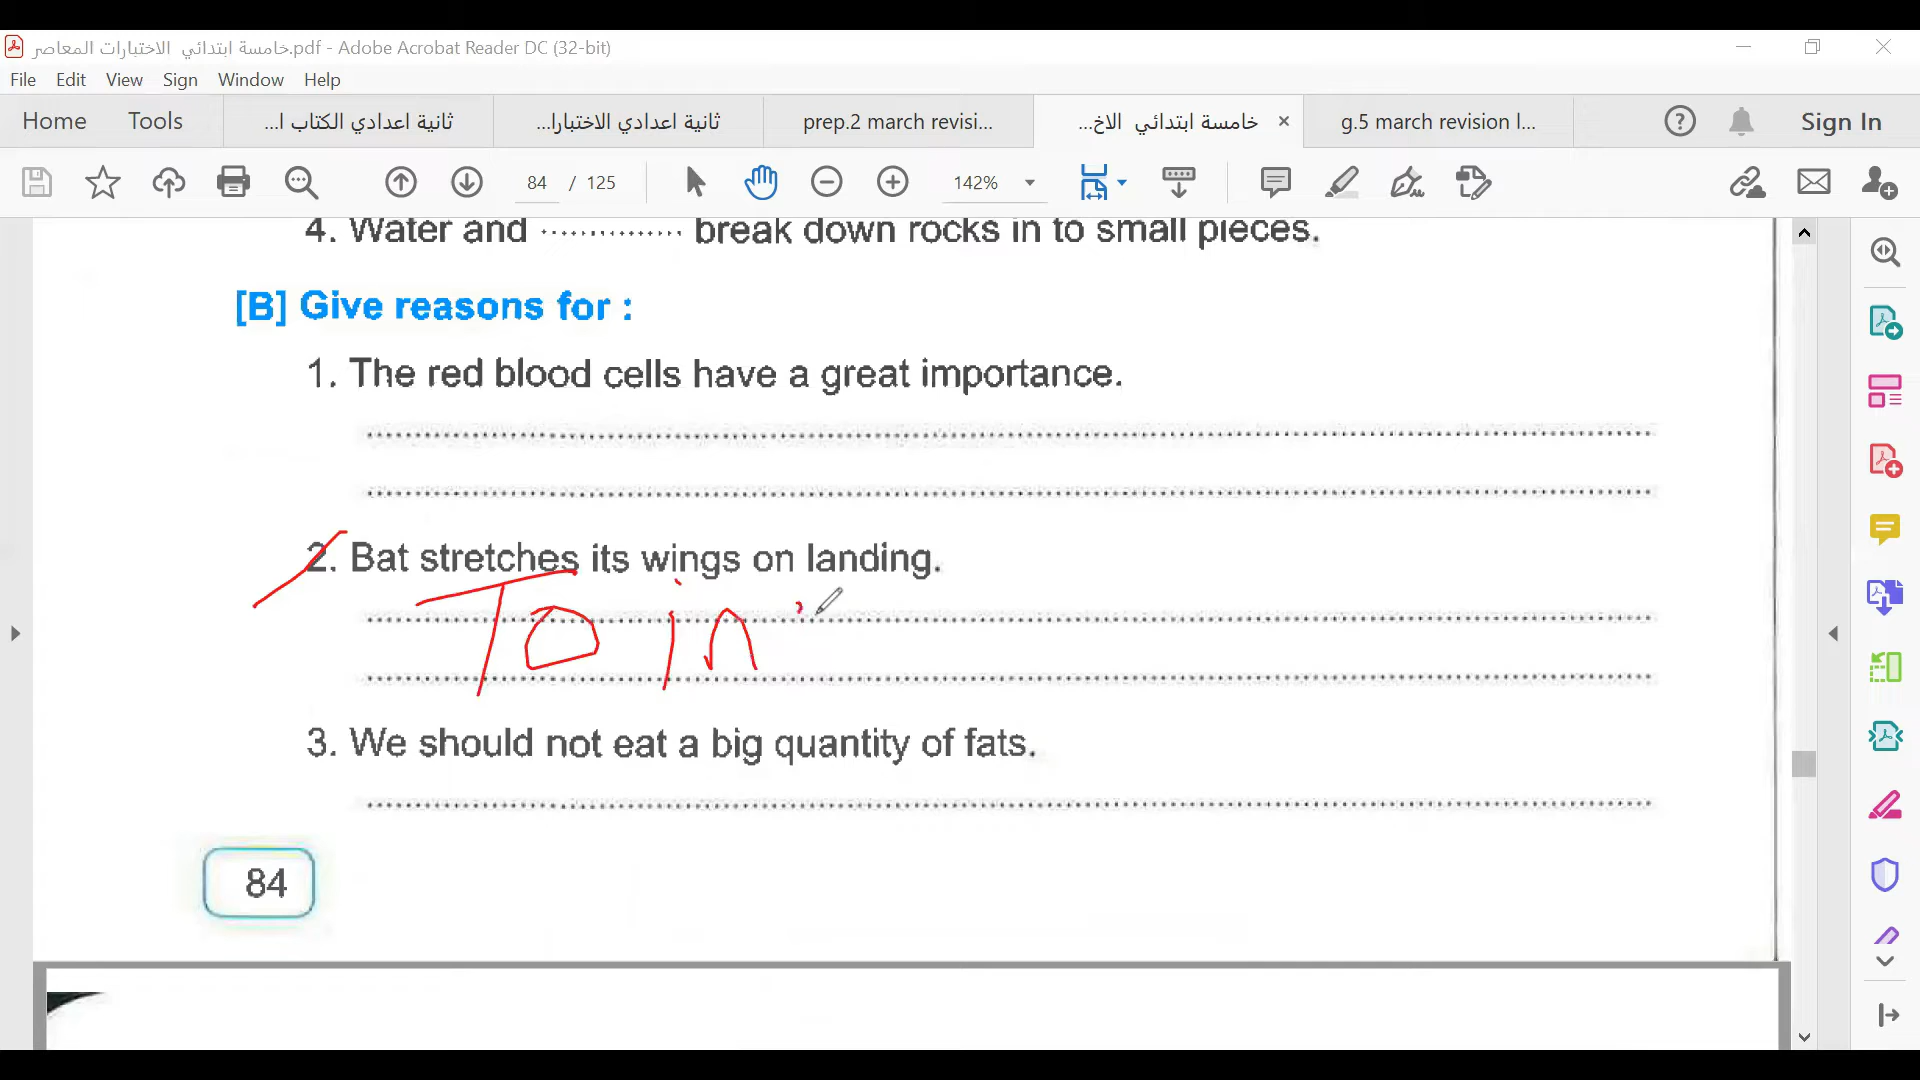 خامسة ابتدائي  الاختبارات المعاصر.pdf - Adobe Acrobat Reader DC (32-bit)
File Edit View Sign Window Help
Home Tools ثانية اعدادي الكتاب ا... ثانية اعدادي الاختبارا... prep.2 march revisi... خامسة ابتدائي  الاخ... × g.5 march revision l... Sign In
84 / 125 142%
4. Water and .............. break down rocks in to small pieces.
[B] Give reasons for :
1. The red blood cells have a great importance.
2. Bat stretches its wings on landing.
To in
3. We should not eat a big quantity of fats.
84